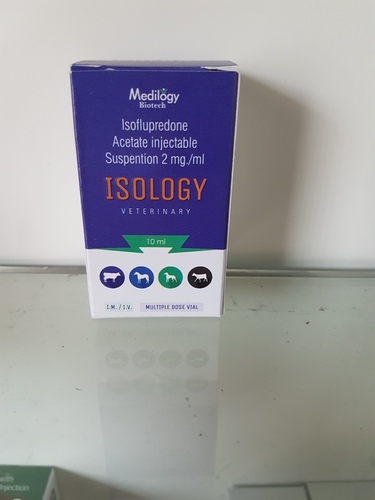 Medilogy
Biotech
Isoflupredone
Acetate injectable
Suspention 2 mg./ml
ISOLOGY
VETERINARY
10 ml
I.M. / I.V.
MULTIPLE DOSE VIAL